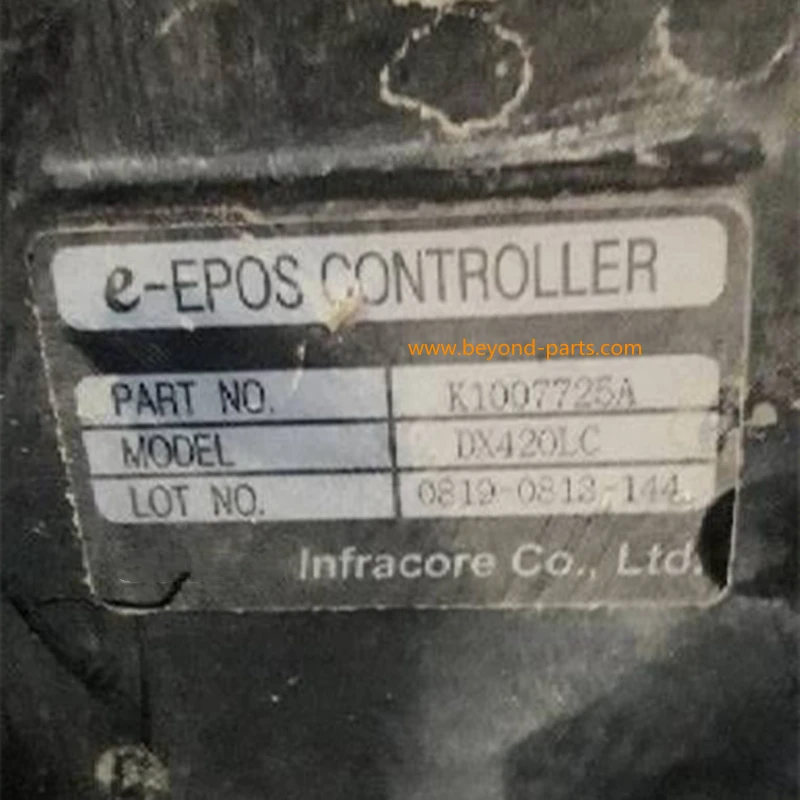 e-EPOS CONTROLLER
www.beyond-parts.com
PART NO. K1007725A
MODEL DX420LC
LOT NO. 0819-0813-144
Infracore Co., Ltd.